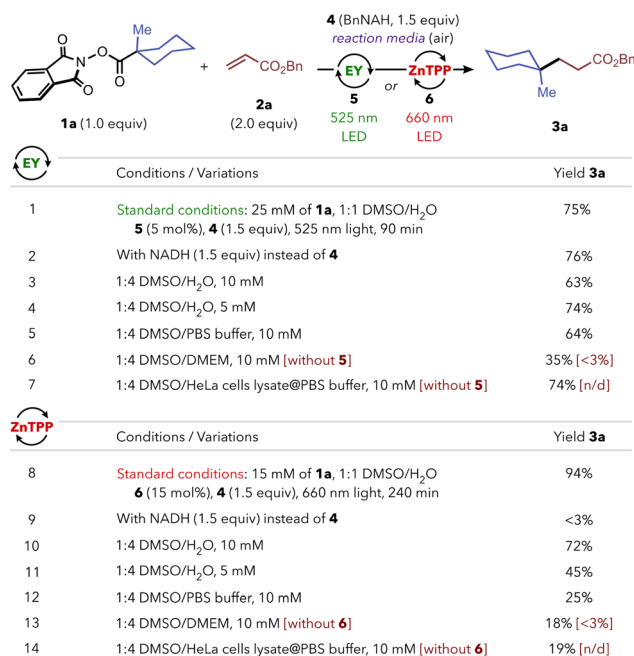 Me
O
N
O
O
O
1a (1.0 equiv)
+
CO2Bn
2a
(2.0 equiv)
4 (BnNAH, 1.5 equiv)
reaction media (air)
EY
or
ZnTPP
5
6
525 nm
LED
660 nm
LED
CO2Bn
Me
3a
EY
Conditions / Variations Yield 3a
1 Standard conditions: 25 mM of 1a, 1:1 DMSO/H2O 75%
5 (5 mol%), 4 (1.5 equiv), 525 nm light, 90 min
2 With NADH (1.5 equiv) instead of 4 76%
3 1:4 DMSO/H2O, 10 mM 63%
4 1:4 DMSO/H2O, 5 mM 74%
5 1:4 DMSO/PBS buffer, 10 mM 64%
6 1:4 DMSO/DMEM, 10 mM [without 5] 35% [<3%]
7 1:4 DMSO/HeLa cells lysate@PBS buffer, 10 mM [without 5] 74% [n/d]
ZnTPP
Conditions / Variations Yield 3a
8 Standard conditions: 15 mM of 1a, 1:1 DMSO/H2O 94%
6 (15 mol%), 4 (1.5 equiv), 660 nm light, 240 min
9 With NADH (1.5 equiv) instead of 4 <3%
10 1:4 DMSO/H2O, 10 mM 72%
11 1:4 DMSO/H2O, 5 mM 45%
12 1:4 DMSO/PBS buffer, 10 mM 25%
13 1:4 DMSO/DMEM, 10 mM [without 6] 18% [<3%]
14 1:4 DMSO/HeLa cells lysate@PBS buffer, 10 mM [without 6] 19% [n/d]